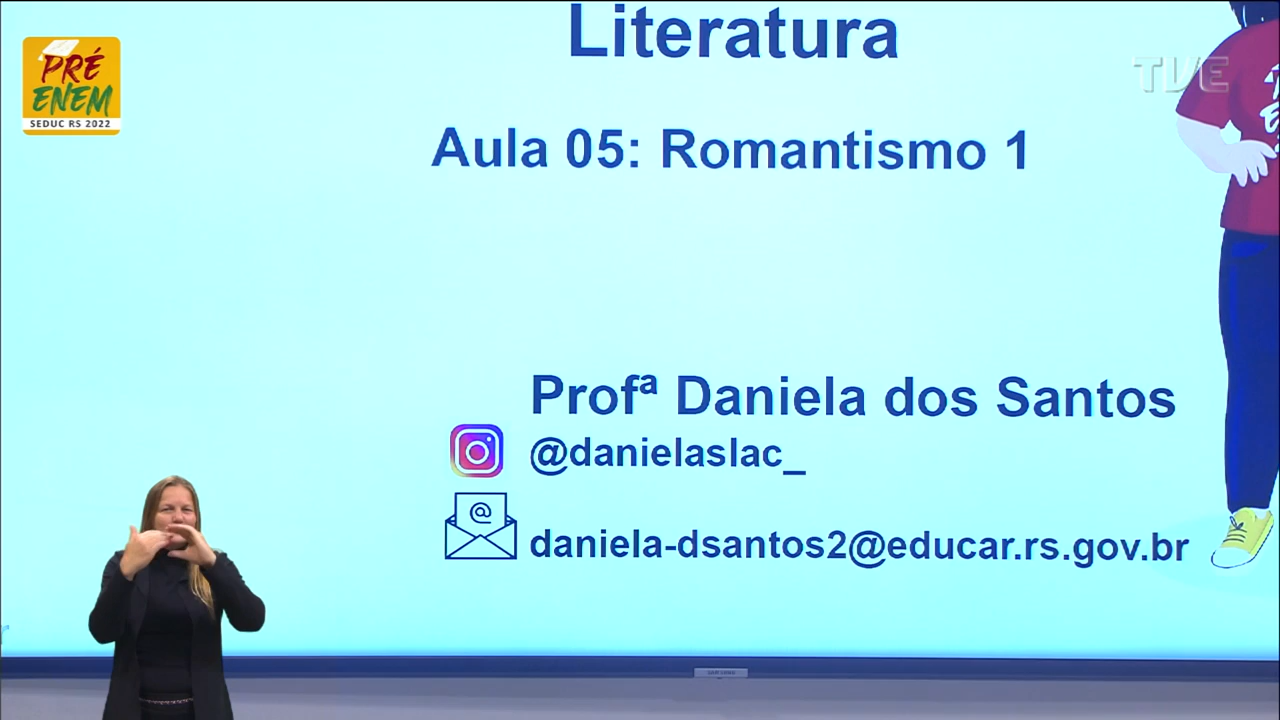 PRÉ
ENEM
SEDUC RS 2022
TVE
Literatura
Aula 05: Romantismo 1
Profª Daniela dos Santos
@danielaslac_
@
daniela-dsantos2@educar.rs.gov.br